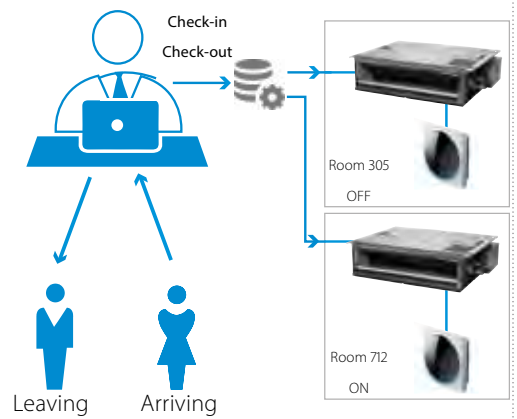 Check-in
Check-out
Room 305
OFF
Room 712
ON
Leaving
Arriving